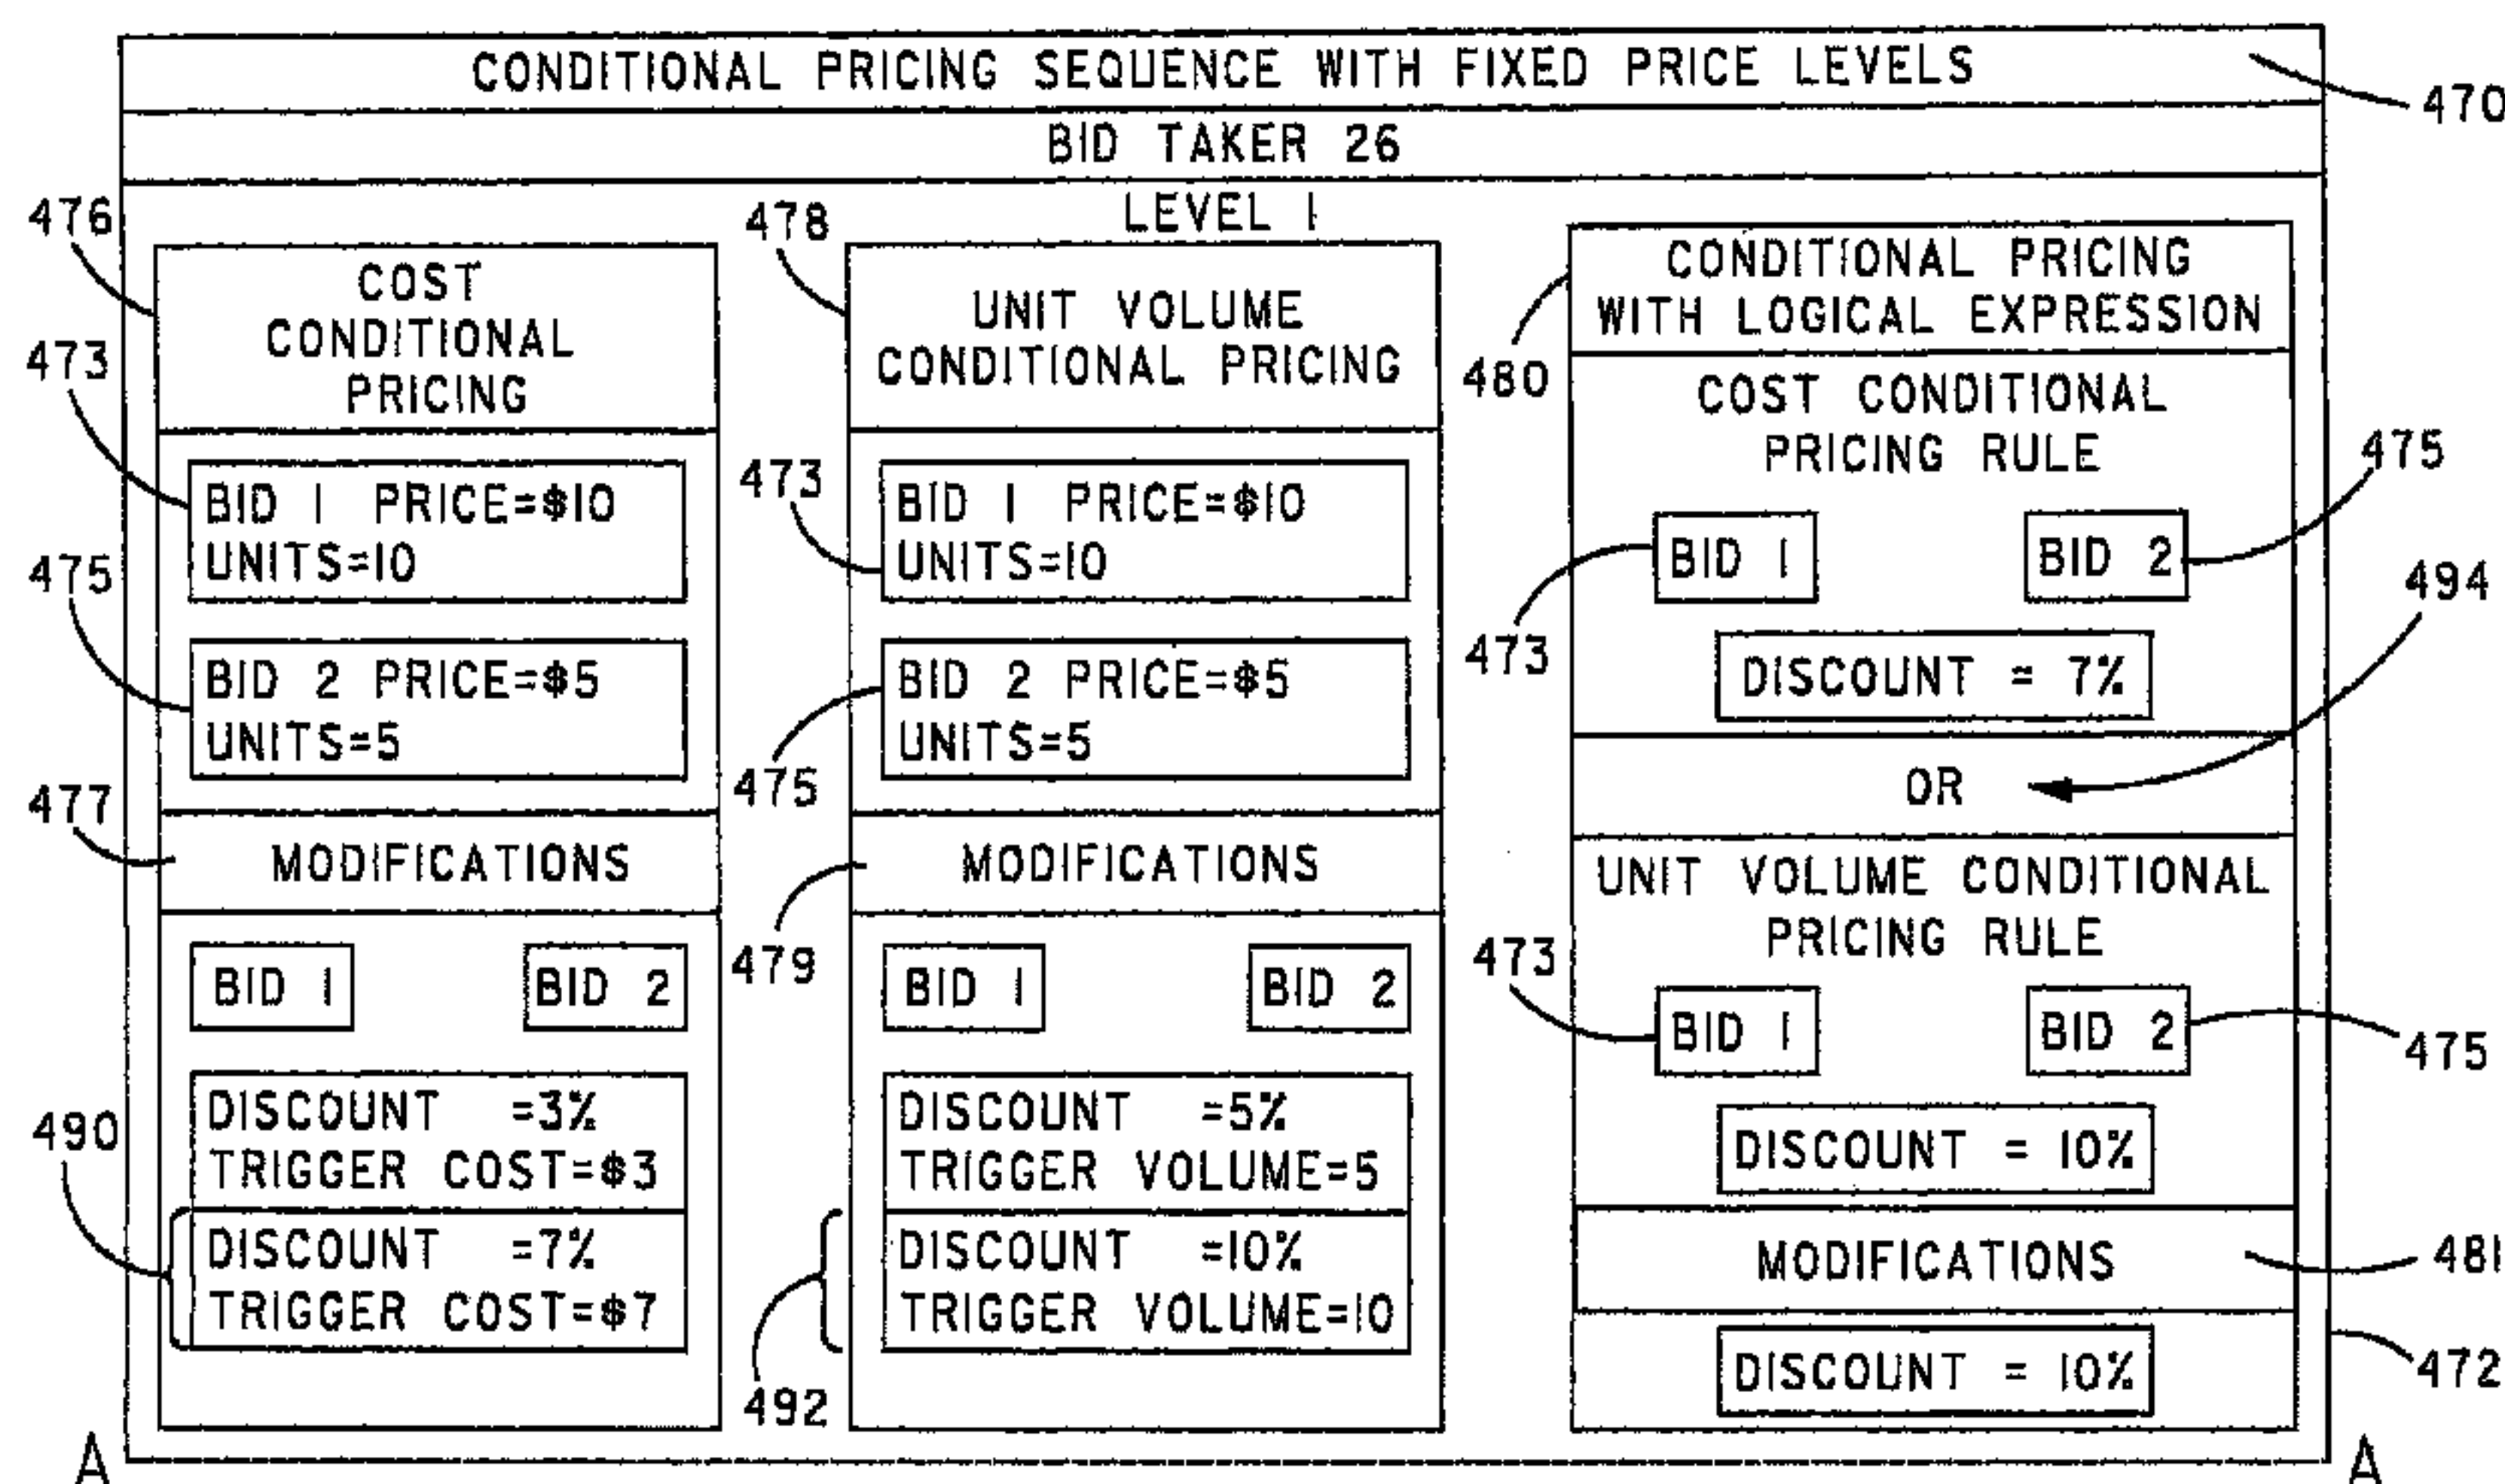 CONDITIONAL PRICING SEQUENCE WITH FIXED PRICE LEVELS
470
BID TAKER 26
LEVEL 1
476
COST
CONDITIONAL
PRICING
473
BID 1 PRICE=$10
UNITS=10
475
BID 2 PRICE=$5
UNITS=5
477
MODIFICATIONS
BID 1
BID 2
DISCOUNT =3%
TRIGGER COST=$3
490
DISCOUNT =7%
TRIGGER COST=$7
478
UNIT VOLUME
CONDITIONAL PRICING
473
BID 1 PRICE=$10
UNITS=10
BID 2 PRICE=$5
UNITS=5
475
MODIFICATIONS
479
BID 1
BID 2
DISCOUNT =5%
TRIGGER VOLUME=5
DISCOUNT =10%
TRIGGER VOLUME=10
492
CONDITIONAL PRICING
WITH LOGICAL EXPRESSION
480
COST CONDITIONAL
PRICING RULE
475
BID 1
BID 2
494
473
DISCOUNT = 7%
OR
UNIT VOLUME CONDITIONAL
PRICING RULE
473
BID 1
BID 2
475
DISCOUNT = 10%
MODIFICATIONS
481
DISCOUNT = 10%
472
A
A